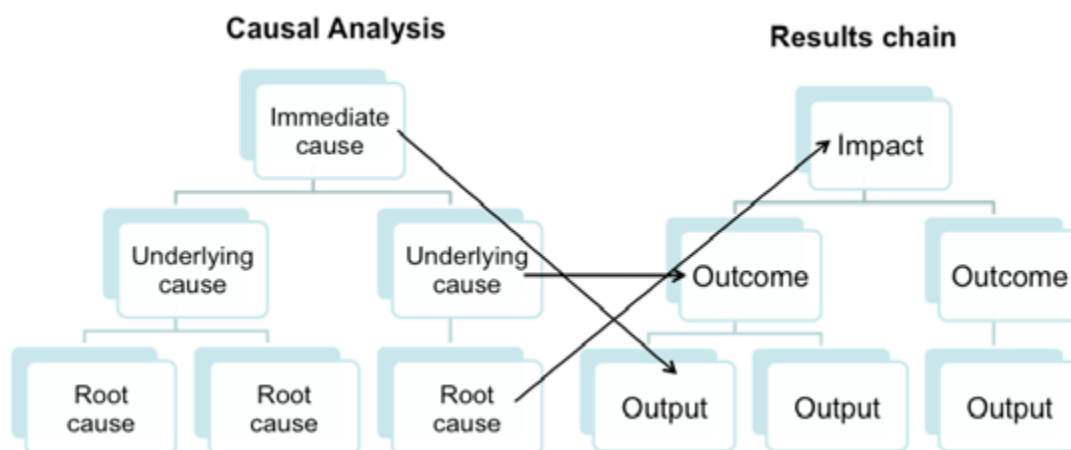 Causal Analysis
Results chain
Immediate
cause
Impact
Underlying
cause
Underlying
cause
Outcome
Outcome
Root
cause
Root
cause
Root
cause
Output
Output
Output